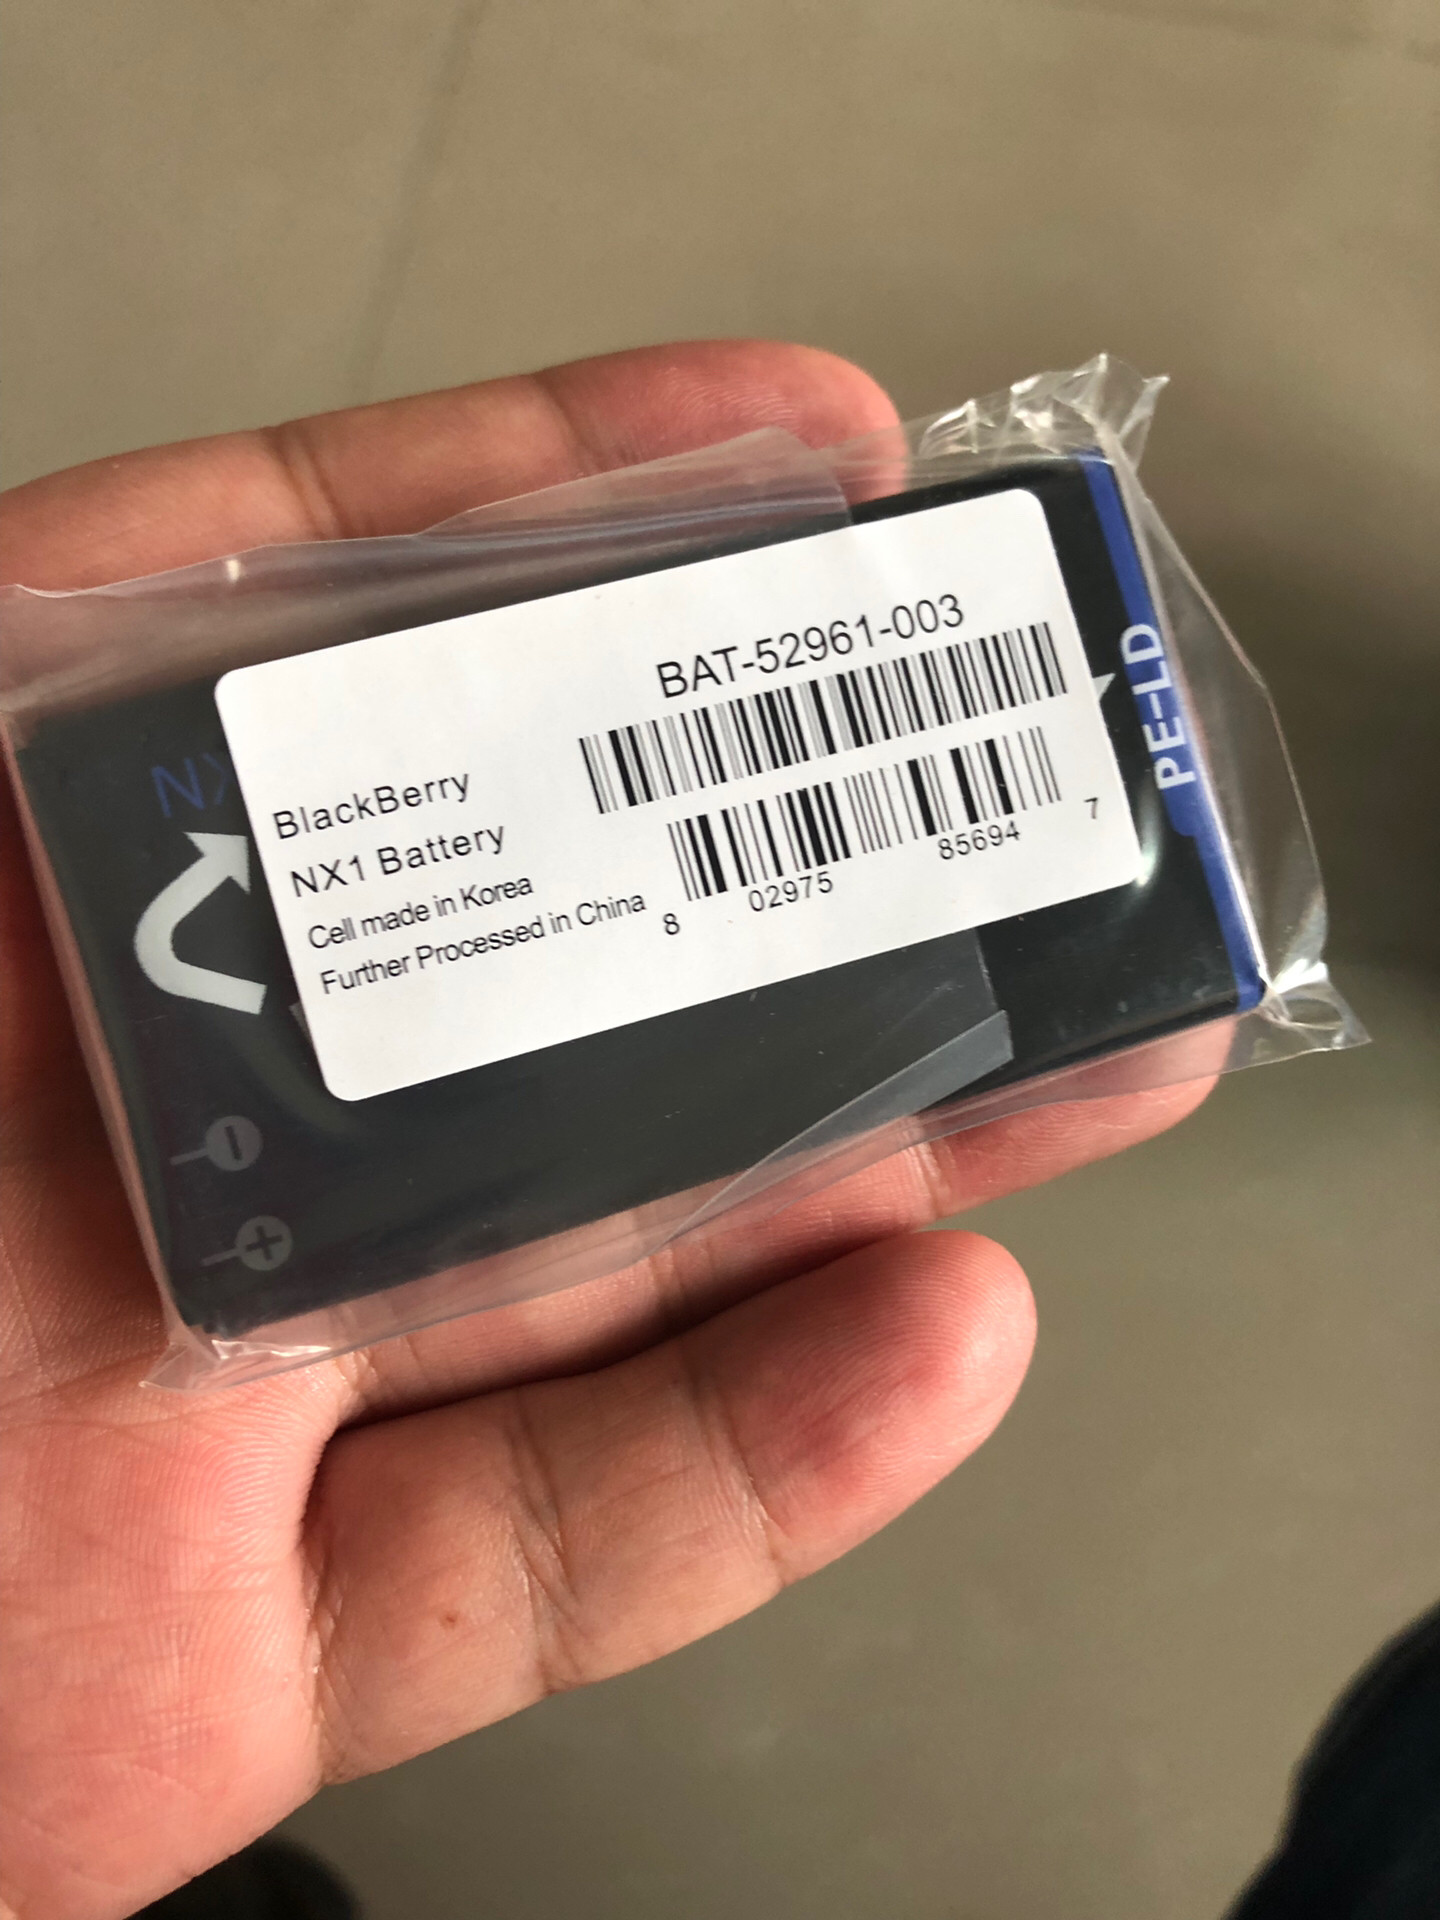 BAT-52961-003
BlackBerry
NX1 Battery
Cell made in Korea
Further Processed in China
8 02975 85694 7
NX
PE-LD